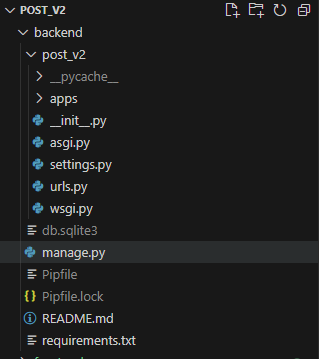 POST_V2
backend
post_v2
__pycache__
apps
__init__.py
asgi.py
settings.py
urls.py
wsgi.py
db.sqlite3
manage.py
Pipfile
{} Pipfile.lock
README.md
requirements.txt